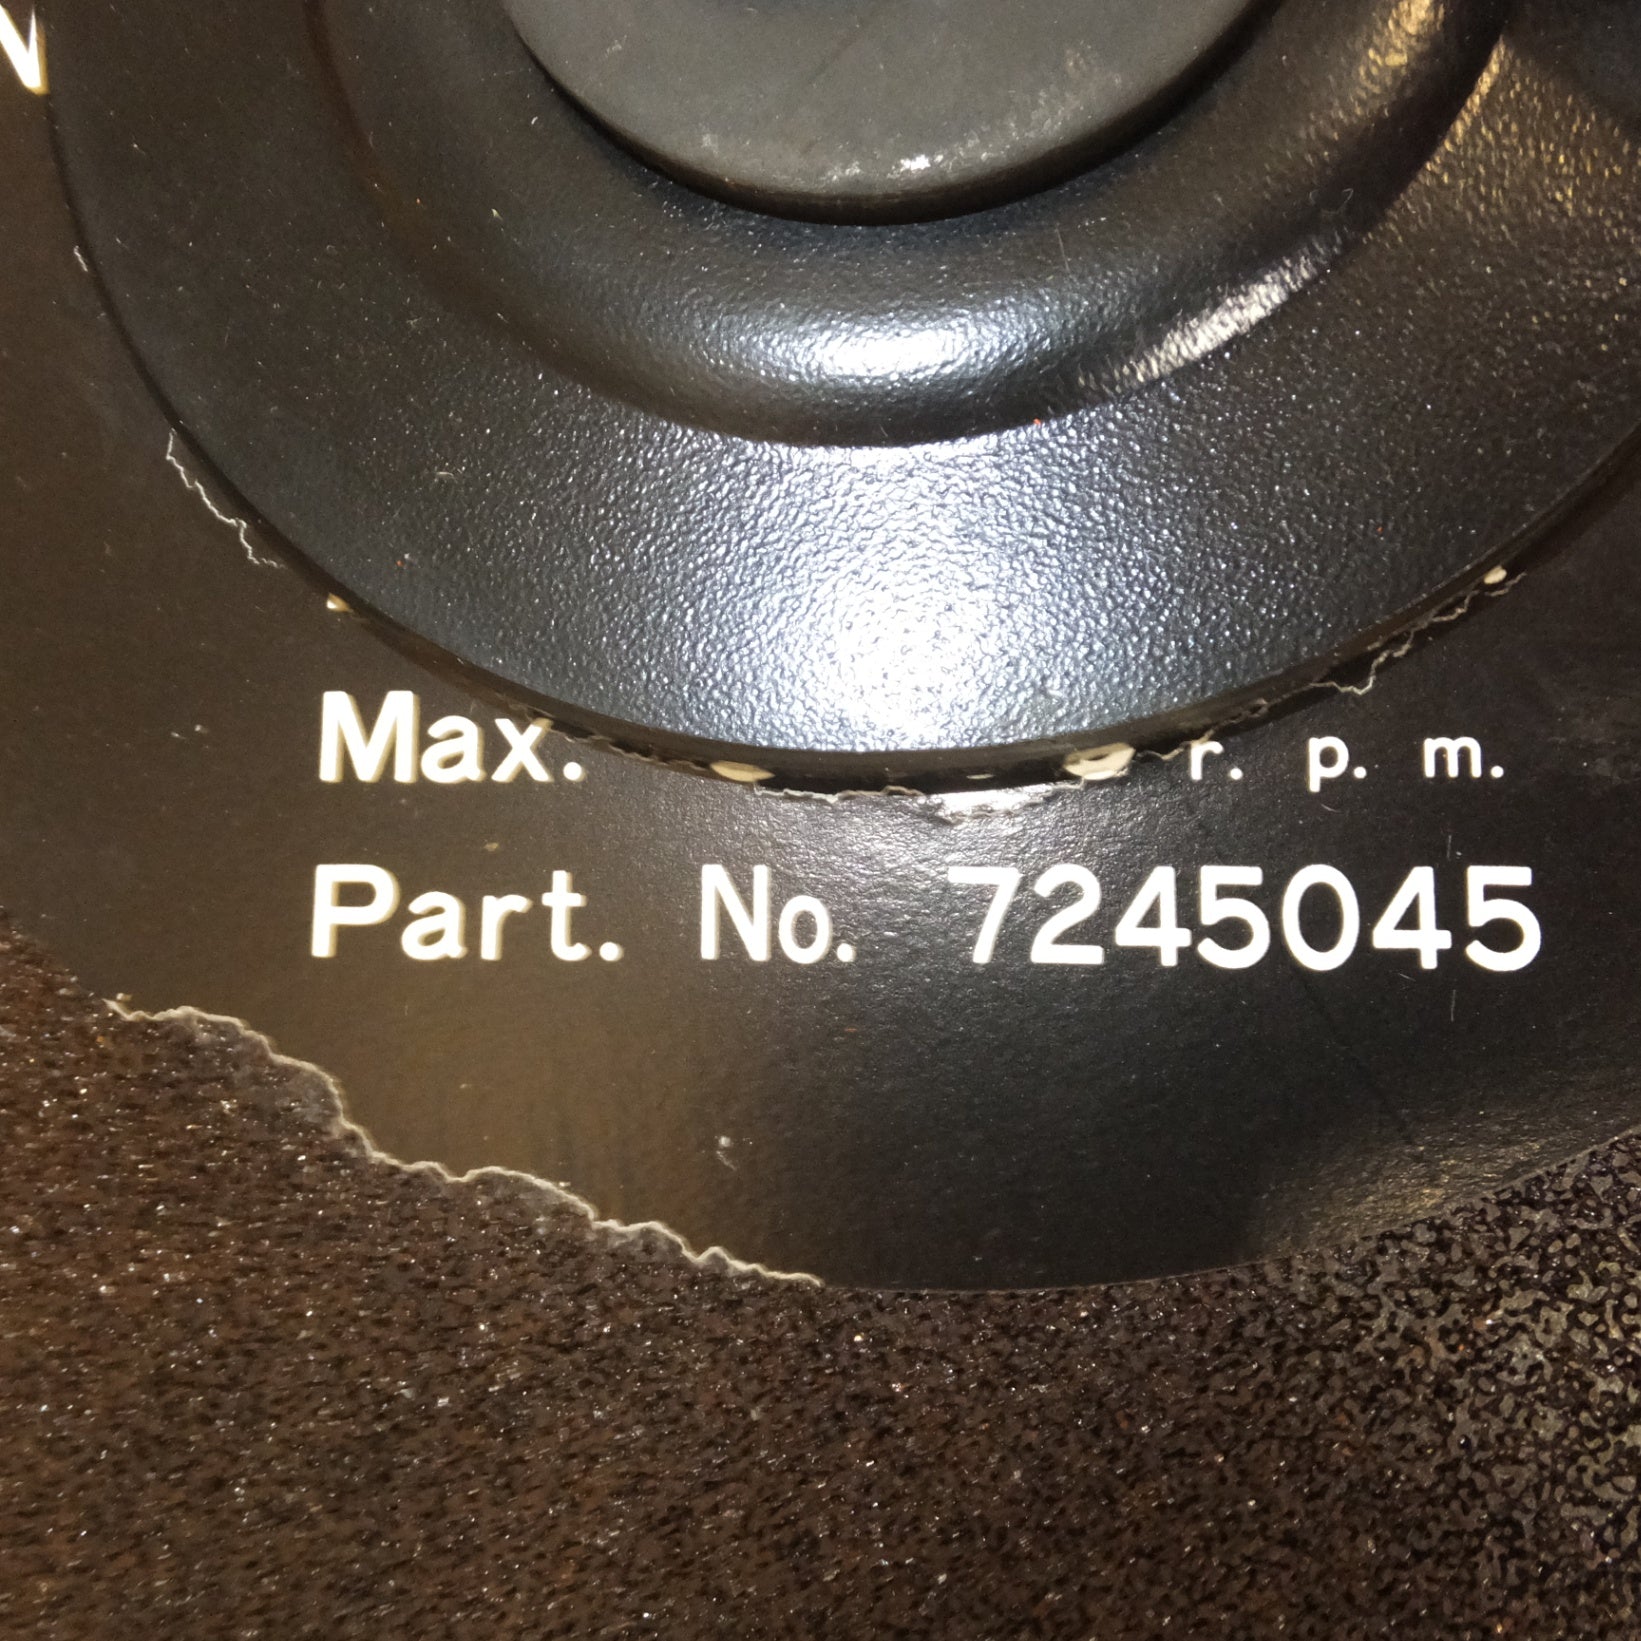 N
Max. r. p. m.
Part. No. 7245045